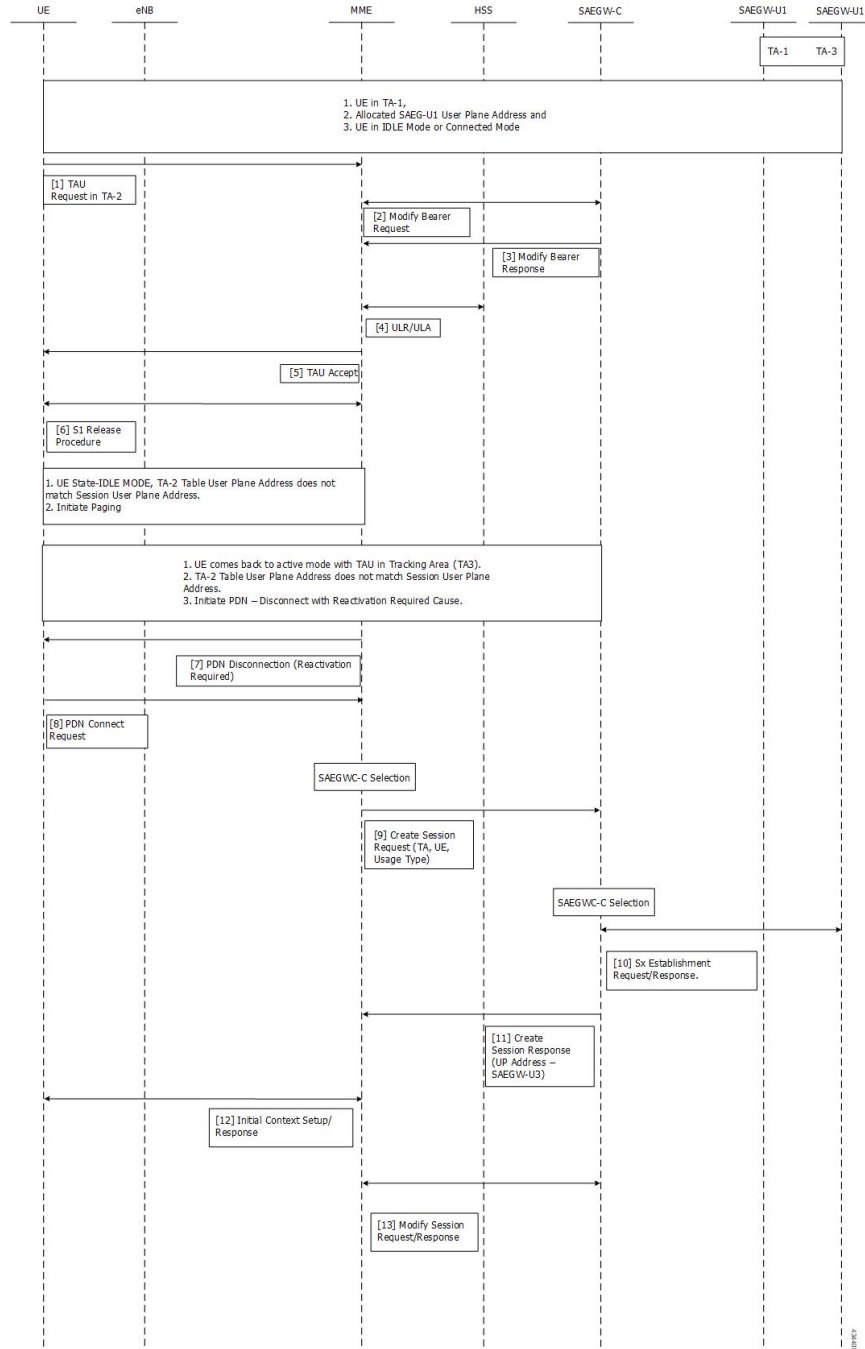 UE
eNB
MME
HSS
SAEGW-C
SAEGW-U1
SAEGW-U1
TA-1
TA-3
1. UE in TA-1,
2. Allocated SAEG-U1 User Plane Address and
3. UE in IDLE Mode or Connected Mode
[1] TAU
Request in TA-2
[2] Modify Bearer
Request
[3] Modify Bearer
Response
[4] ULR/ULA
[5] TAU Accept
[6] S1 Release
Procedure
1. UE State-IDLE MODE, TA-2 Table User Plane Address does not
match Session User Plane Address.
2. Initiate Paging
1. UE comes back to active mode with TAU in Tracking Area (TA3).
2. TA-2 Table User Plane Address does not match Session User Plane
Address.
3. Initiate PDN – Disconnect with Reactivation Required Cause.
[7] PDN Disconnection (Reactivation
Required)
[8] PDN Connect
Request
SAEGWC-C Selection
[9] Create Session
Request (TA, UE,
Usage Type)
SAEGWC-C Selection
[10] Sx Establishment
Request/Response.
[11] Create
Session Response
(UP Address –
SAEGW-U3)
[12] Initial Context Setup/
Response
[13] Modify Session
Request/Response